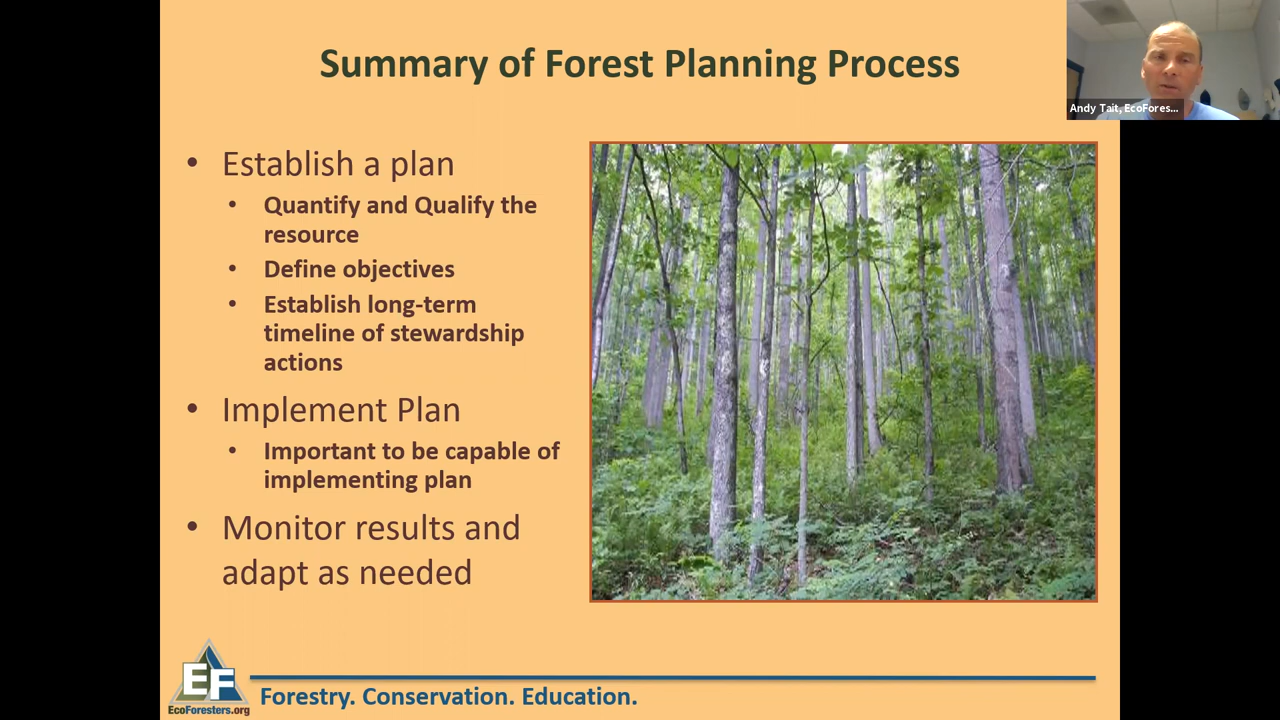 Summary of Forest Planning Process
Andy Tait, EcoFores...
• Establish a plan
• Quantify and Qualify the
resource
• Define objectives
• Establish long-term
timeline of stewardship
actions
• Implement Plan
• Important to be capable of
implementing plan
• Monitor results and
adapt as needed
EF
EcoForesters.org
Forestry. Conservation. Education.